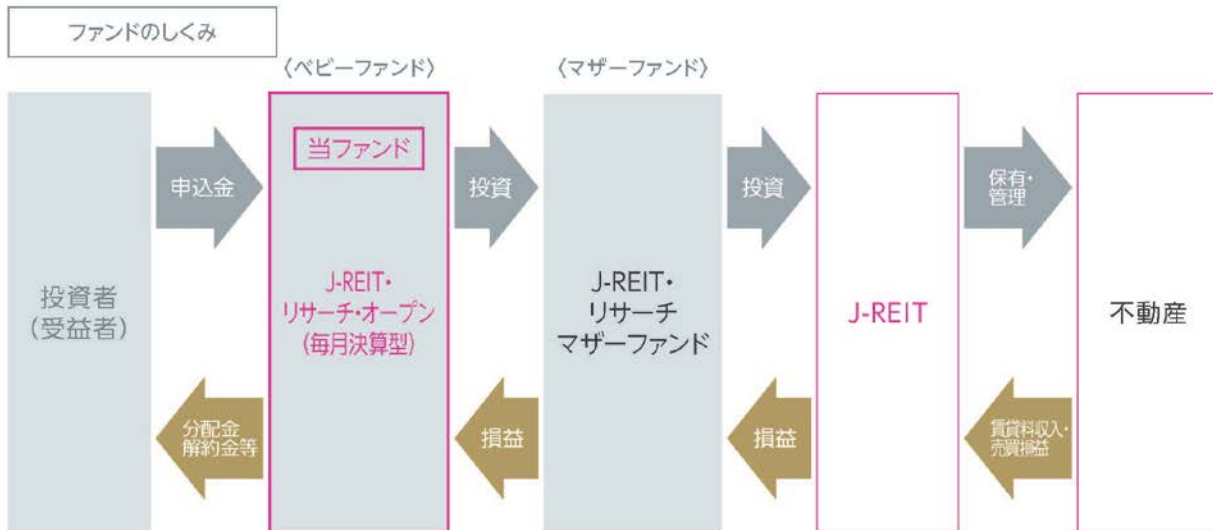 ファンドのしくみ
〈ベビーファンド〉
〈マザーファンド〉
投資者
(受益者)
申込金
分配金
解約金等
当ファンド
J-REIT・
リサーチ・オープン
(毎月決算型)
投資
損益
J-REIT・
リサーチ
マザーファンド
投資
損益
J-REIT
保有・
管理
賃貸料収入・
売買損益
不動産